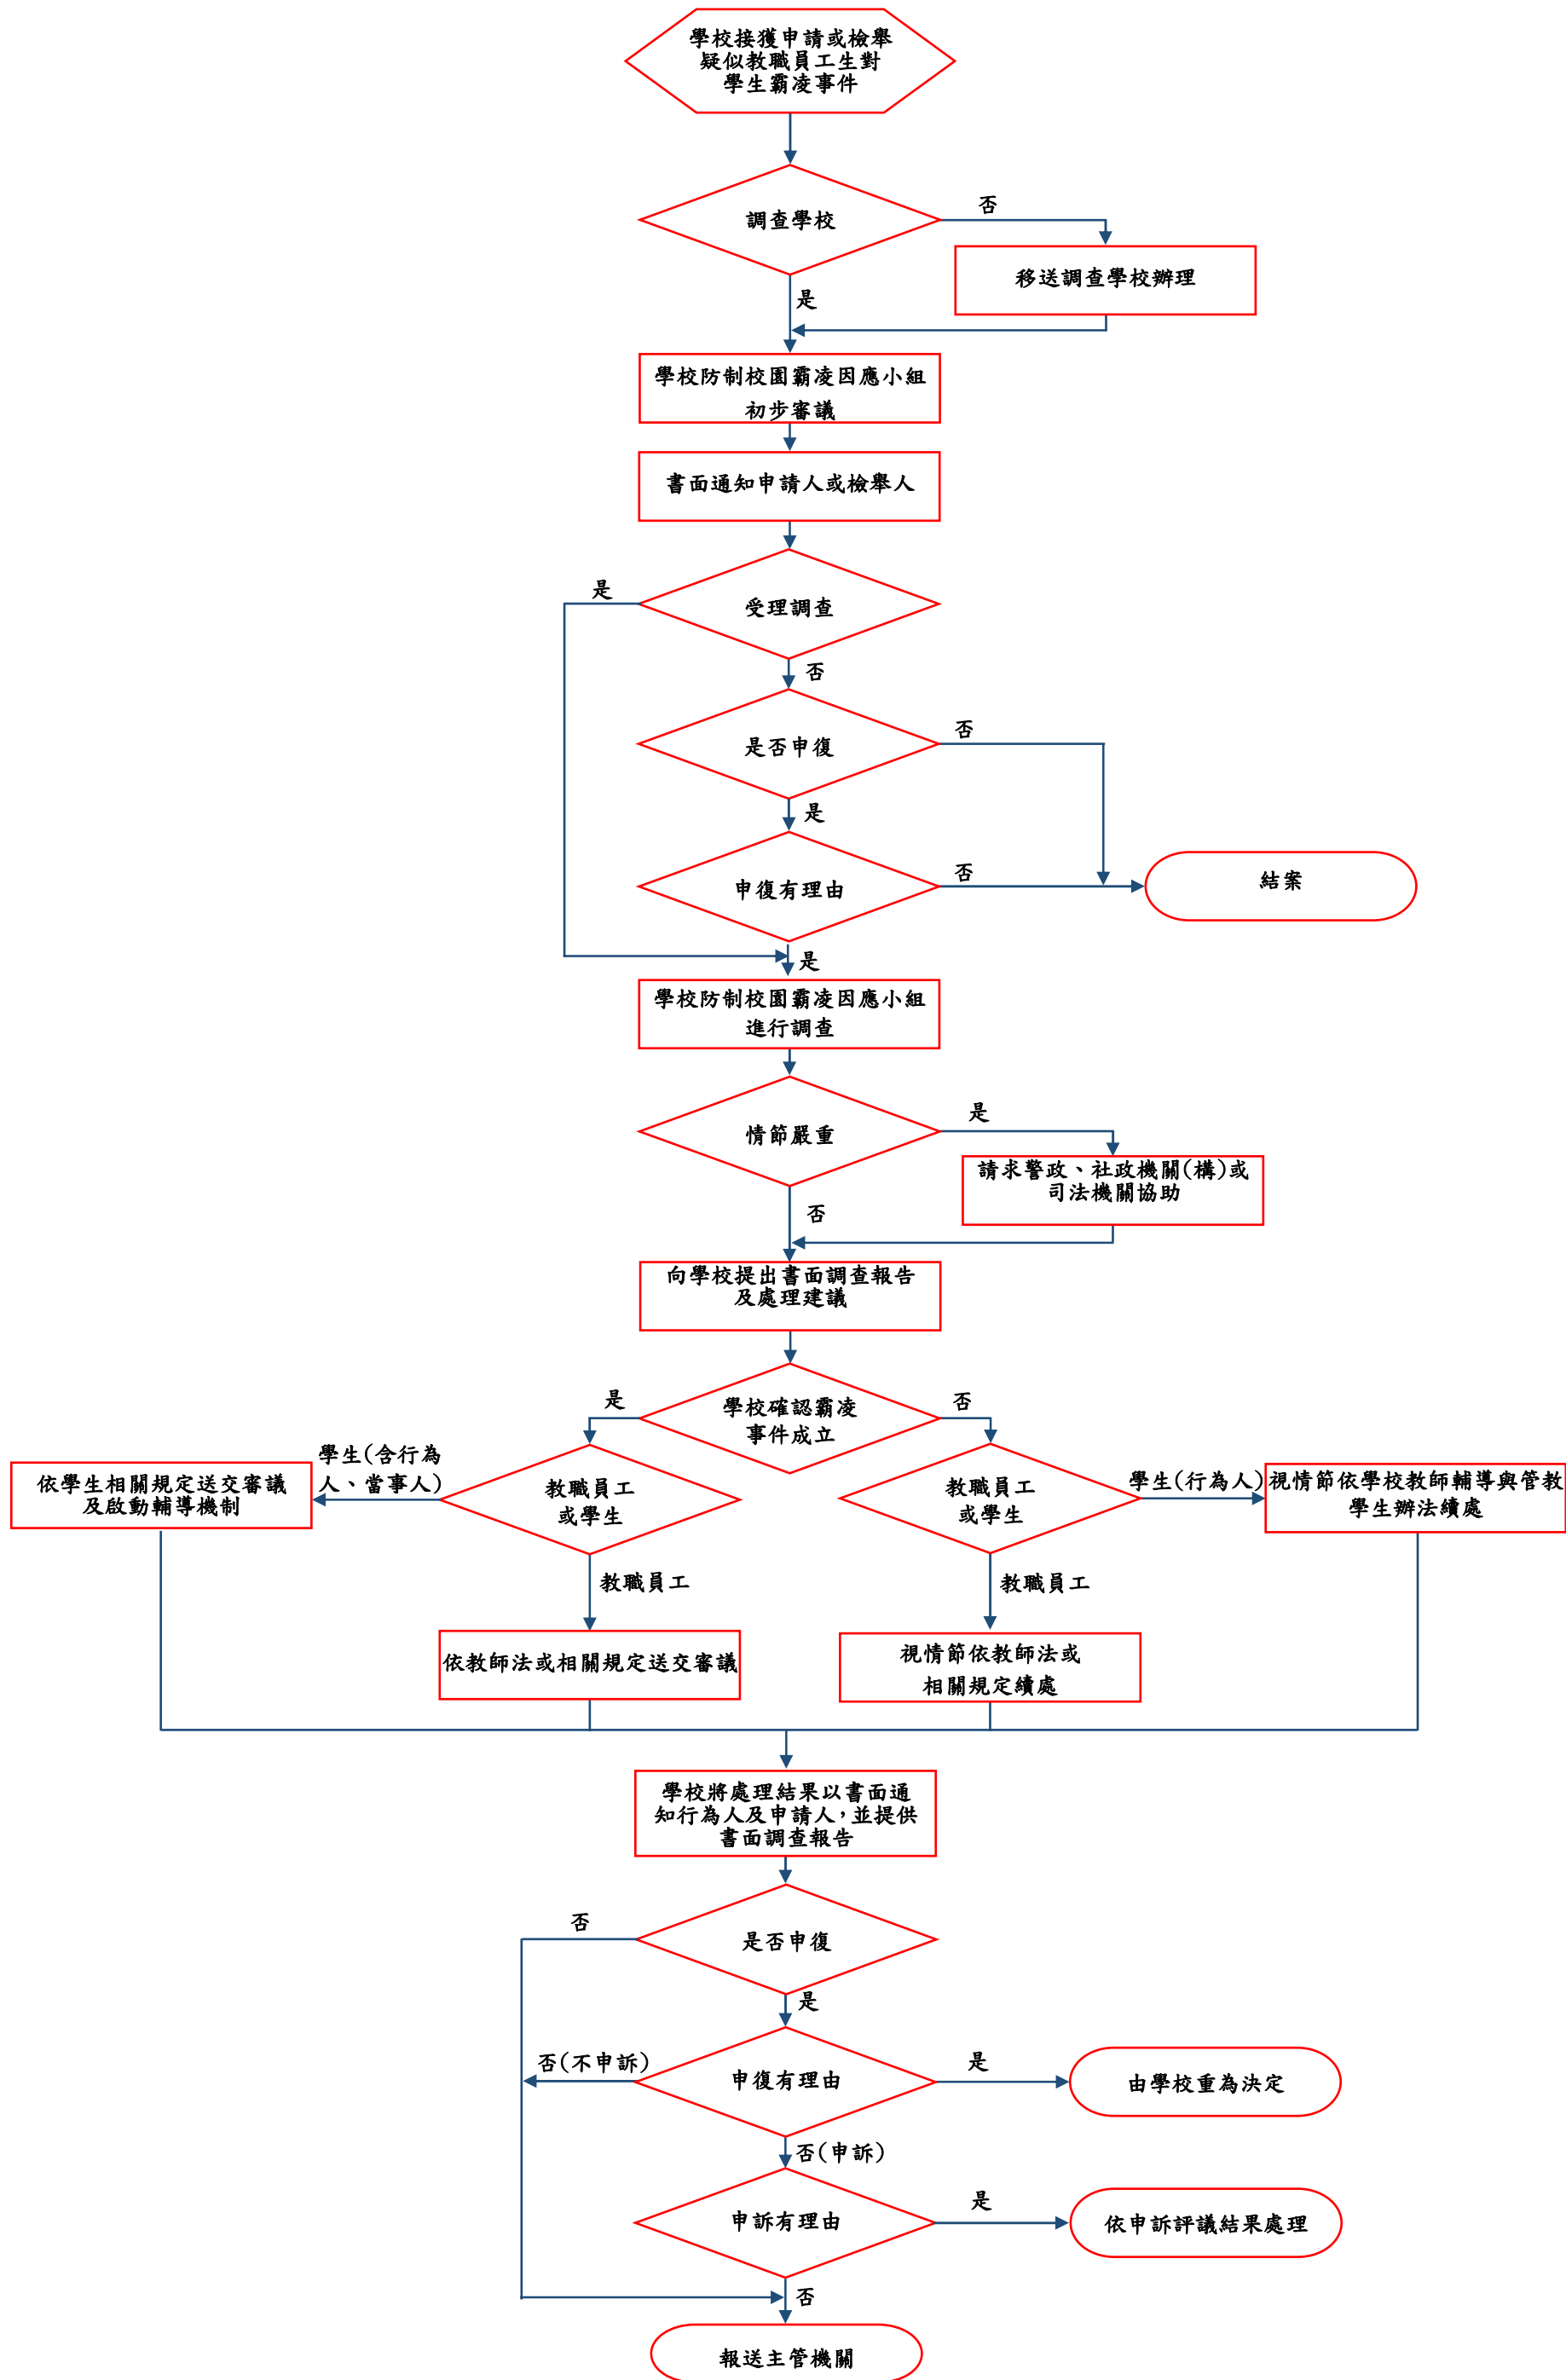 學校接獲申請或檢舉
疑似教職員工生對
學生霸凌事件
調查學校
否
移送調查學校辦理
是
學校防制校園霸凌因應小組
初步審議
書面通知申請人或檢舉人
是
受理調查
否
是否申復
否
是
申復有理由
否
結案
是
學校防制校園霸凌因應小組
進行調查
情節嚴重
是
請求警政、社政機關(構)或
司法機關協助
否
向學校提出書面調查報告
及處理建議
是
學校確認霸凌
事件成立
否
學生(含行為
人、當事人)
依學生相關規定送交審議
及啟動輔導機制
教職員工
或學生
教職員工
或學生
學生(行為人)
視情節依學校教師輔導與管教
學生辦法續處
教職員工
教職員工
依教師法或相關規定送交審議
視情節依教師法或
相關規定續處
學校將處理結果以書面通
知行為人及申請人，並提供
書面調查報告
否
是否申復
是
否(不申訴)
申復有理由
是
由學校重為決定
否(申訴)
申訴有理由
是
依申訴評議結果處理
否
報送主管機關